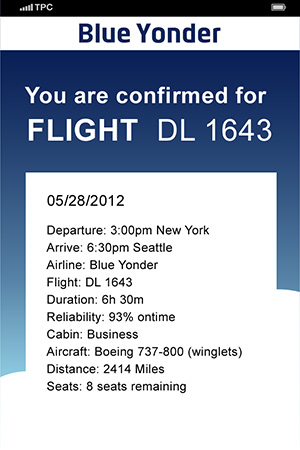 TPC
Blue Yonder
You are confirmed for
FLIGHT DL 1643
05/28/2012
Departure: 3:00pm New York
Arrive: 6:30pm Seattle
Airline: Blue Yonder
Flight: DL 1643
Duration: 6h 30m
Reliability: 93% ontime
Cabin: Business
Aircraft: Boeing 737-800 (winglets)
Distance: 2414 Miles
Seats: 8 seats remaining